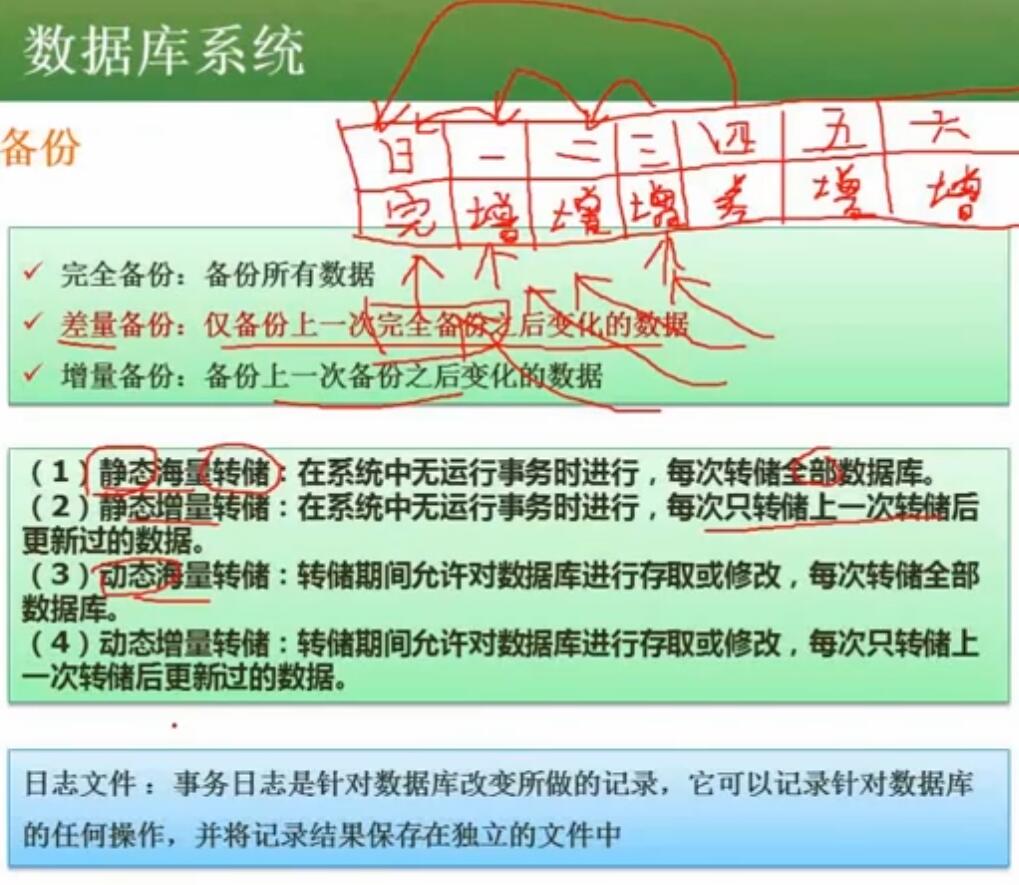 数据库系统
备份
日 一 二 三 四 五 六
完 增 增 增 差 增 增
✓ 完全备份：备份所有数据
✓ 差量备份：仅备份上一次完全备份之后变化的数据
✓ 增量备份：备份上一次备份之后变化的数据
（1）静态海量转储：在系统中无运行事务时进行，每次转储全部数据库。
（2）静态增量转储：在系统中无运行事务时进行，每次只转储上一次转储后
更新过的数据。
（3）动态海量转储：转储期间允许对数据库进行存取或修改，每次转储全部
数据库。
（4）动态增量转储：转储期间允许对数据库进行存取或修改，每次只转储上
一次转储后更新过的数据。
日志文件：事务日志是针对数据库改变所做的记录，它可以记录针对数据库
的任何操作，并将记录结果保存在独立的文件中